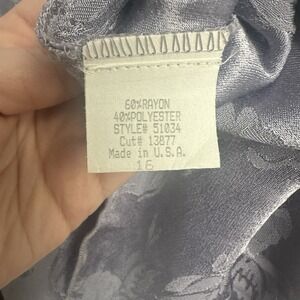 60%RAYON
40%POLYESTER
STYLE# 51034
Cut# 13877
Made in U.S.A.
16